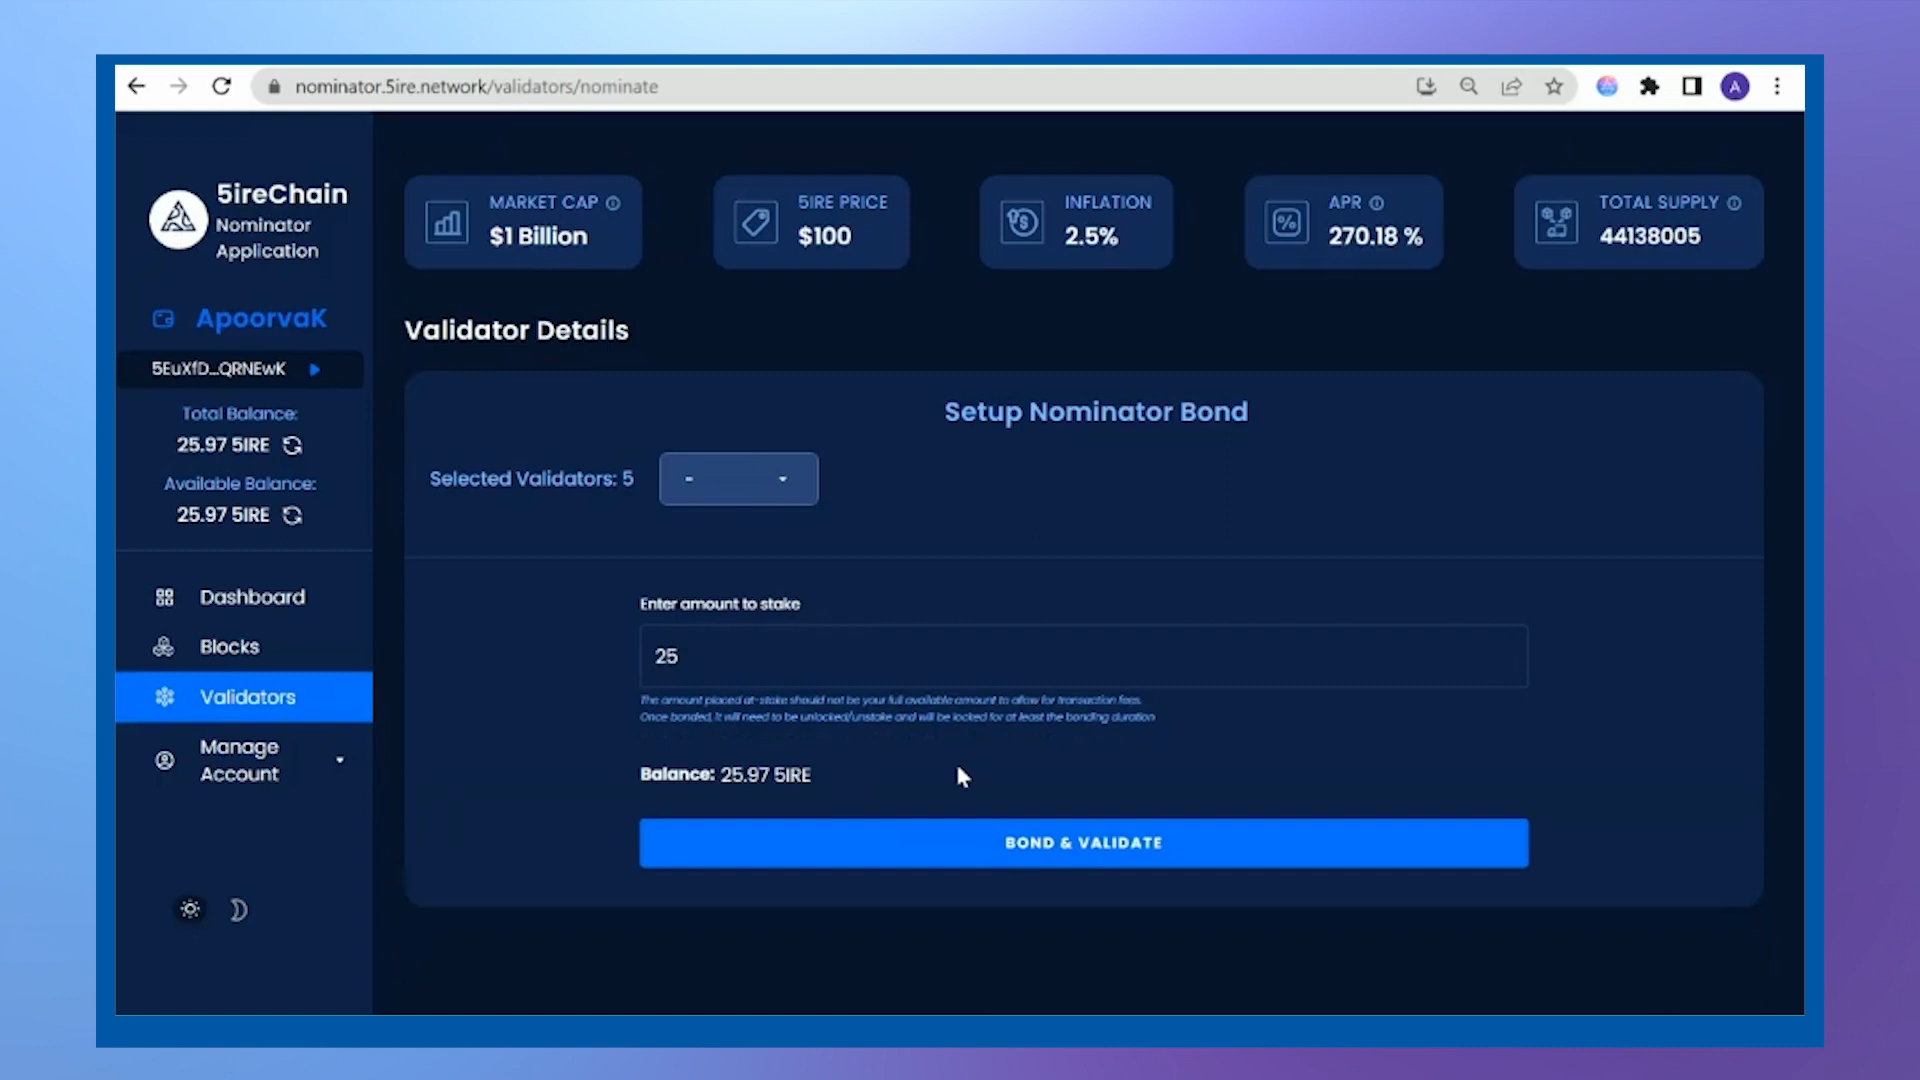 nominator.5ire.network/validators/nominate
A
5ireChain
Nominator
Application
ApoorvaK
5EuXfD...QRNEwK
Total Balance:
25.97 5IRE
Available Balance:
25.97 5IRE
Dashboard
Blocks
Validators
Manage
Account
MARKET CAP
$1 Billion
5IRE PRICE
$100
INFLATION
2.5%
APR
270.18 %
TOTAL SUPPLY
44138005
Validator Details
Setup Nominator Bond
Selected Validators: 5
-
Enter amount to stake
25
The amount placed at-stake should not be your full available amount to allow for transaction fees.
Once bonded, it will need to be unlocked/unstake and will be locked for at least the bonding duration
Balance: 25.97 5IRE
BOND & VALIDATE